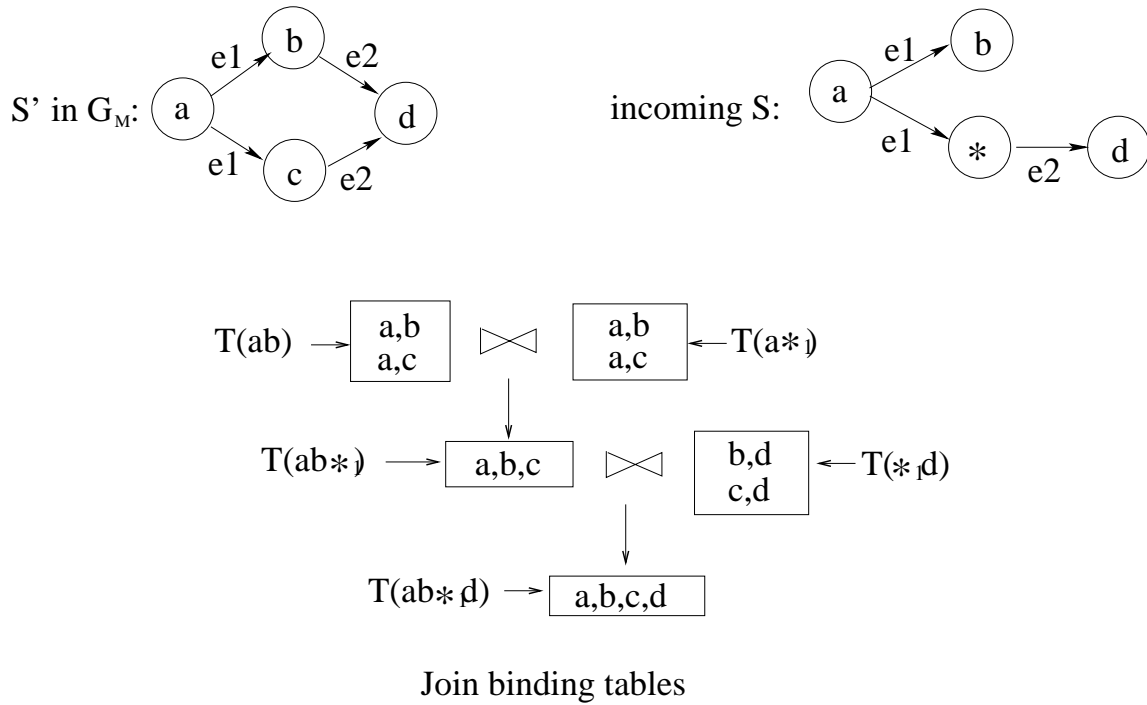 b
e1
e2
S' in G_M:
a
d
e1
e2
c
incoming S:
b
e1
a
e1
*
d
e2
T(ab)
a,b
a,c
a,b
a,c
T(a*1)
T(ab*1)
a,b,c
b,d
c,d
T(*1d)
T(ab*1d)
a,b,c,d
Join binding tables